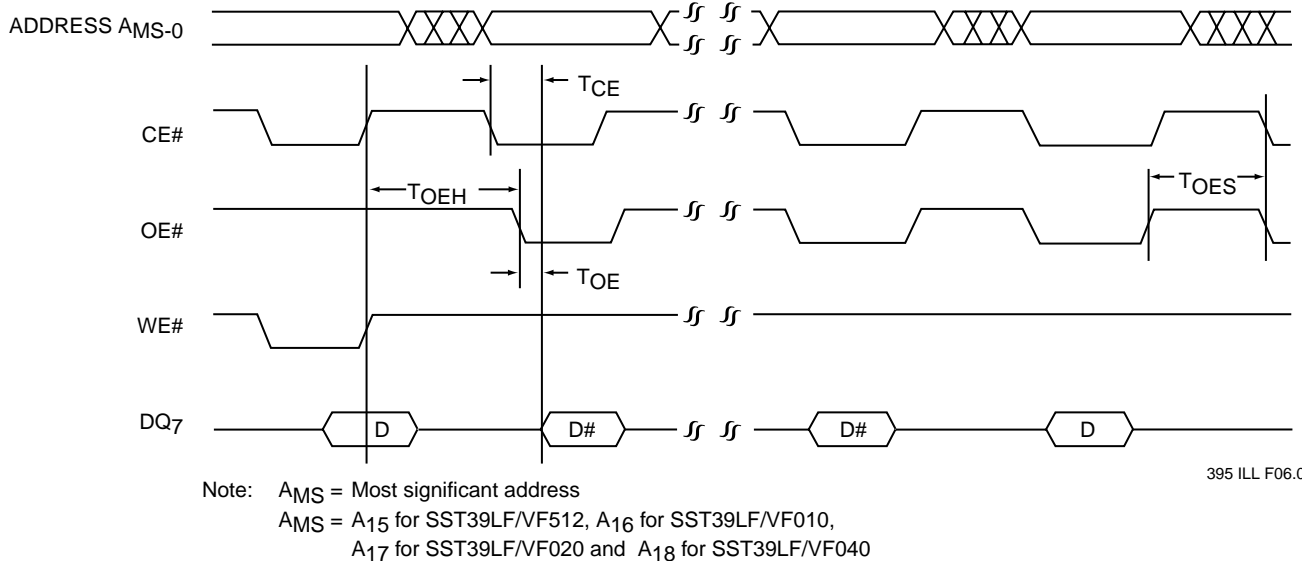 ADDRESS AMS-0
TCE
CE#
TOEH
TOES
OE#
TOE
WE#
DQ7
D
D#
D#
D
395 ILL F06.0
Note: AMS = Most significant address
AMS = A15 for SST39LF/VF512, A16 for SST39LF/VF010,
A17 for SST39LF/VF020 and A18 for SST39LF/VF040